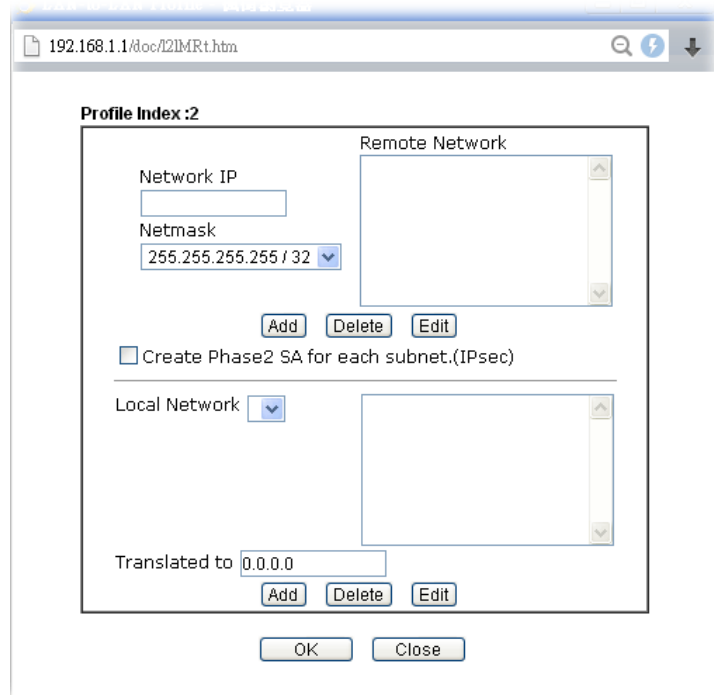 192.168.1.1/doc/l2lMRt.htm
Profile Index :2
Remote Network
Network IP
Netmask
255.255.255.255 / 32
Add Delete Edit
Create Phase2 SA for each subnet.(IPsec)
Local Network
Translated to 0.0.0.0
Add Delete Edit
OK Close